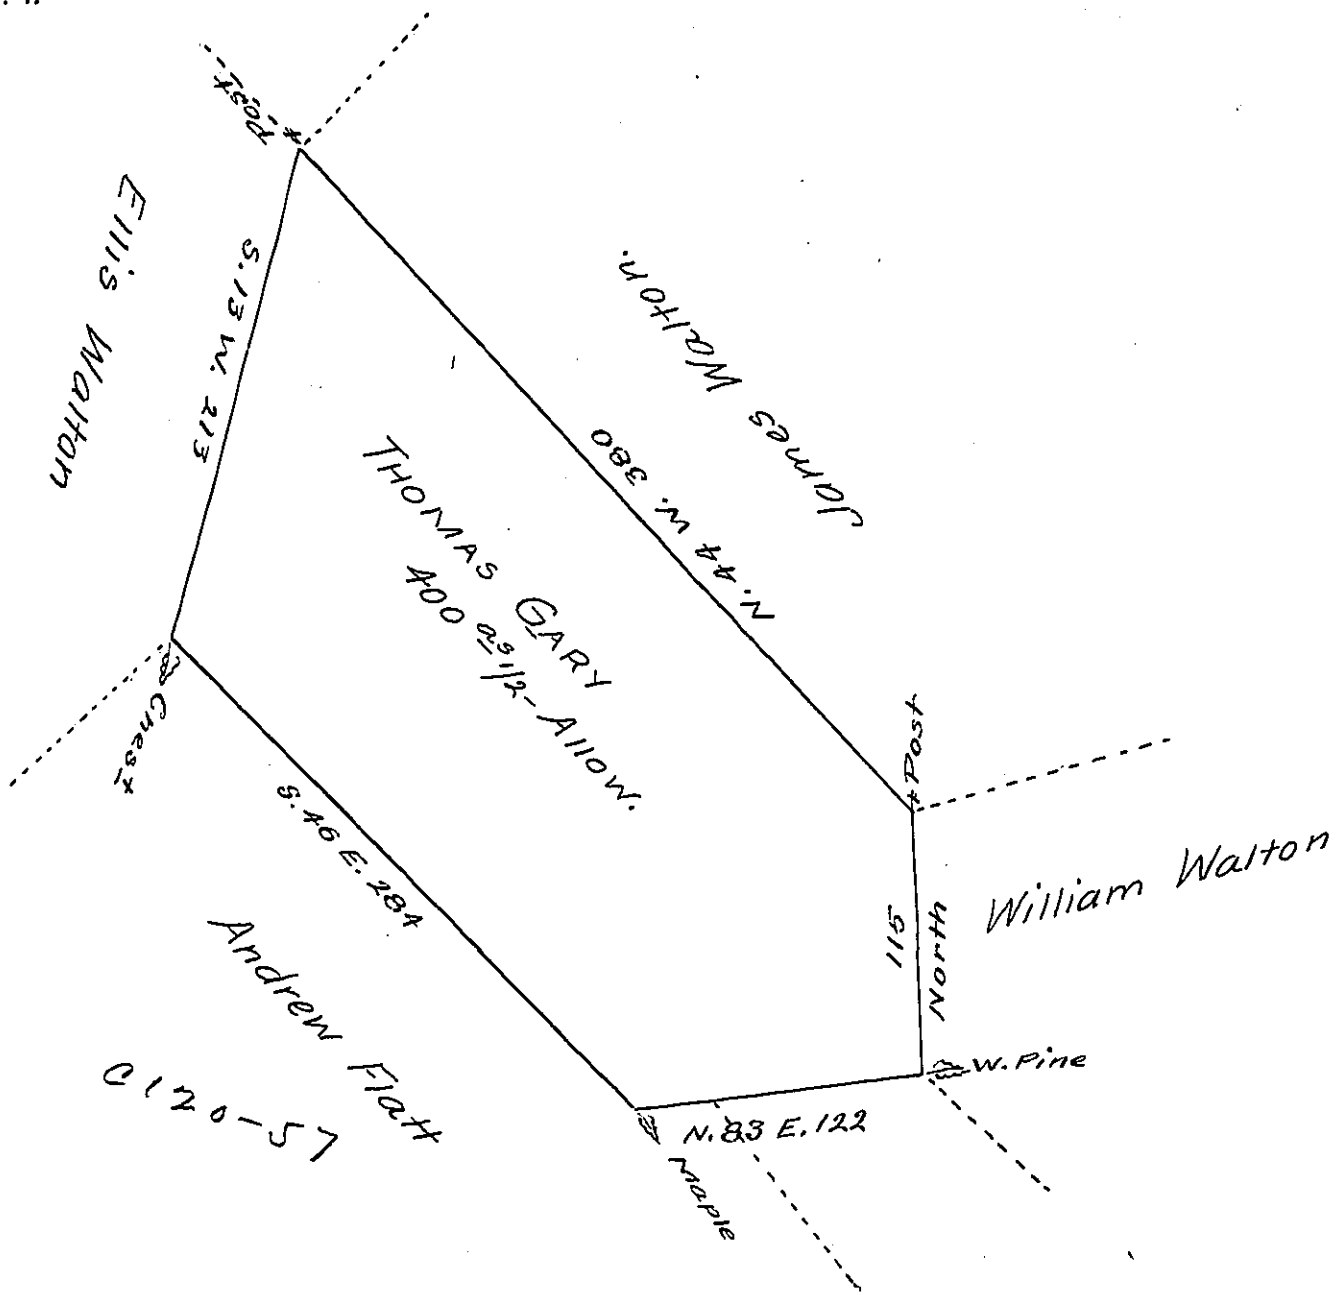 Post
Ellis Walton
S. 13 W. 213
James Walton.
N. 44 W. 380
THOMAS GARY
400 as 1/2 - Allow.
Post
Chest
S. 46 E. 284
William Walton
115
North
W. Pine
N. 83 E. 122
Maple
Andrew Flatt
C120-57